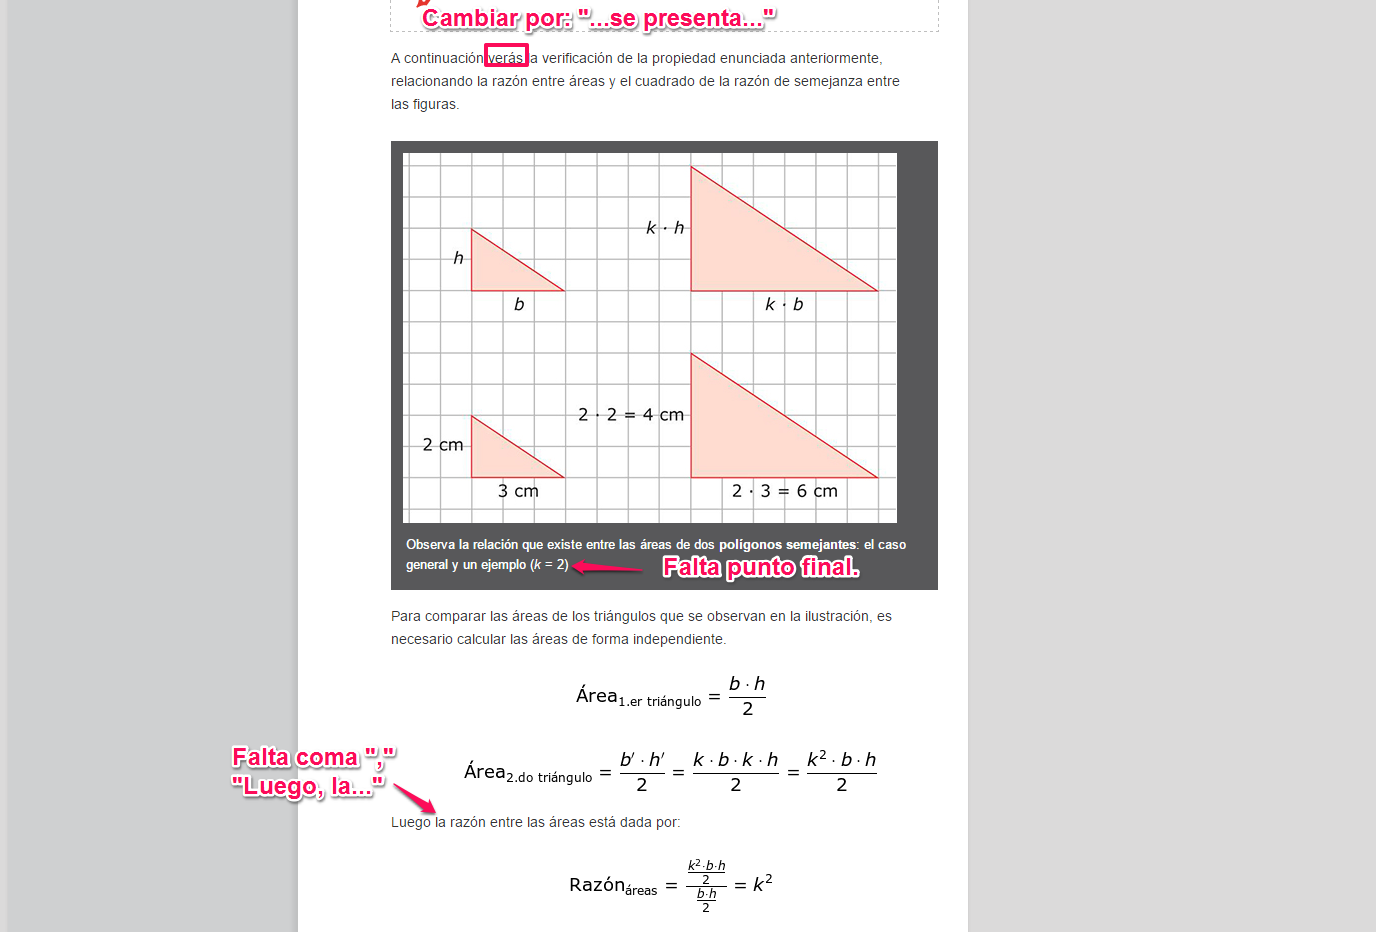 Cambiar por: "...se presenta..."
A continuación verás la verificación de la propiedad enunciada anteriormente,
relacionando la razón entre áreas y el cuadrado de la razón de semejanza entre
las figuras.
k · h
h
b
k · b
2 · 2 = 4 cm
2 cm
3 cm
2 · 3 = 6 cm
Observa la relación que existe entre las áreas de dos polígonos semejantes: el caso
general y un ejemplo (k = 2)
Falta punto final.
Para comparar las áreas de los triángulos que se observan en la ilustración, es
necesario calcular las áreas de forma independiente.
Área1.er triángulo = b · h / 2
Falta coma ","
"Luego, la..."
Área2.do triángulo = b′ · h′ / 2 = k · b · k · h / 2 = k² · b · h / 2
Luego la razón entre las áreas está dada por:
Razónáreas = (k²·b·h / 2) / (b·h / 2) = k²